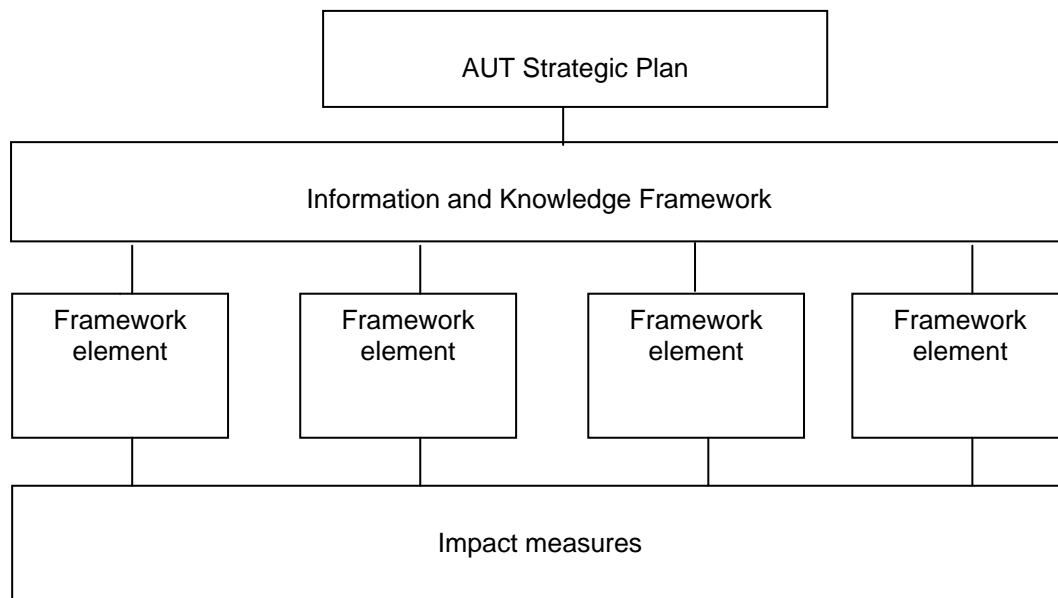 AUT Strategic Plan
Information and Knowledge Framework
Framework
element
Framework
element
Framework
element
Framework
element
Impact measures